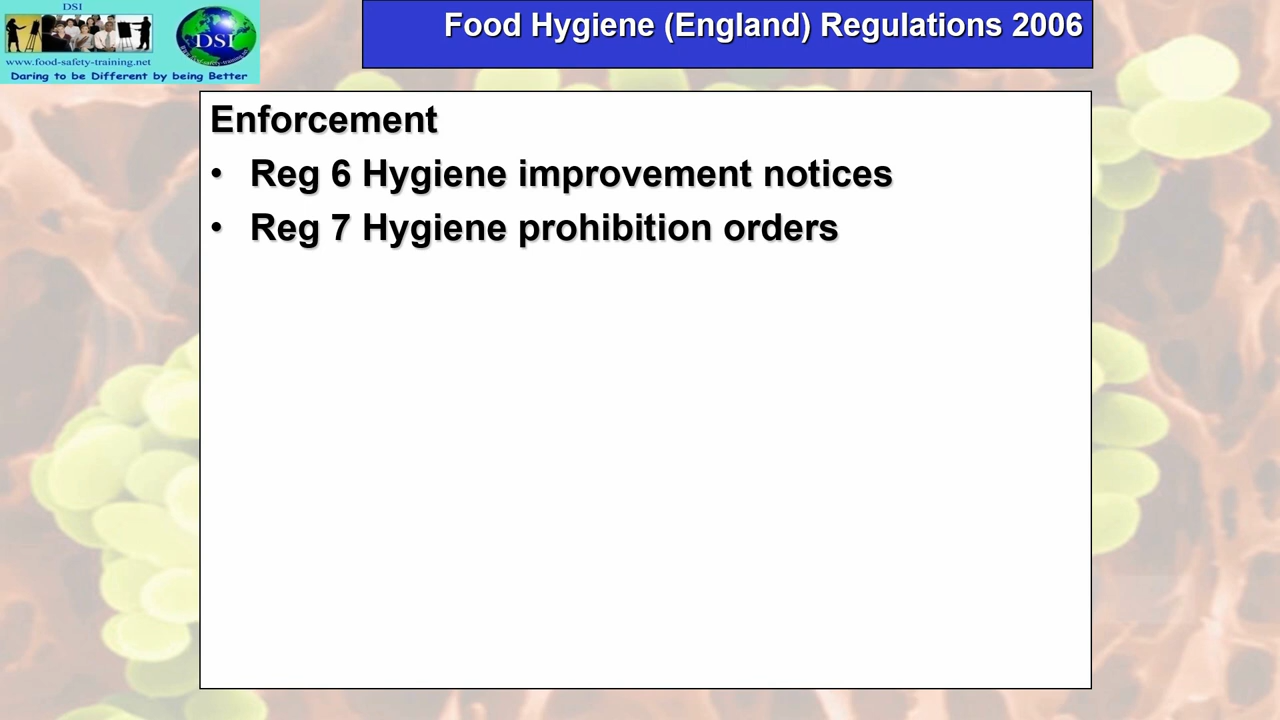 DSI
DSI
www.food-safety-training.net
Daring to be Different by being Better
Food Hygiene (England) Regulations 2006
Enforcement
• Reg 6 Hygiene improvement notices
• Reg 7 Hygiene prohibition orders